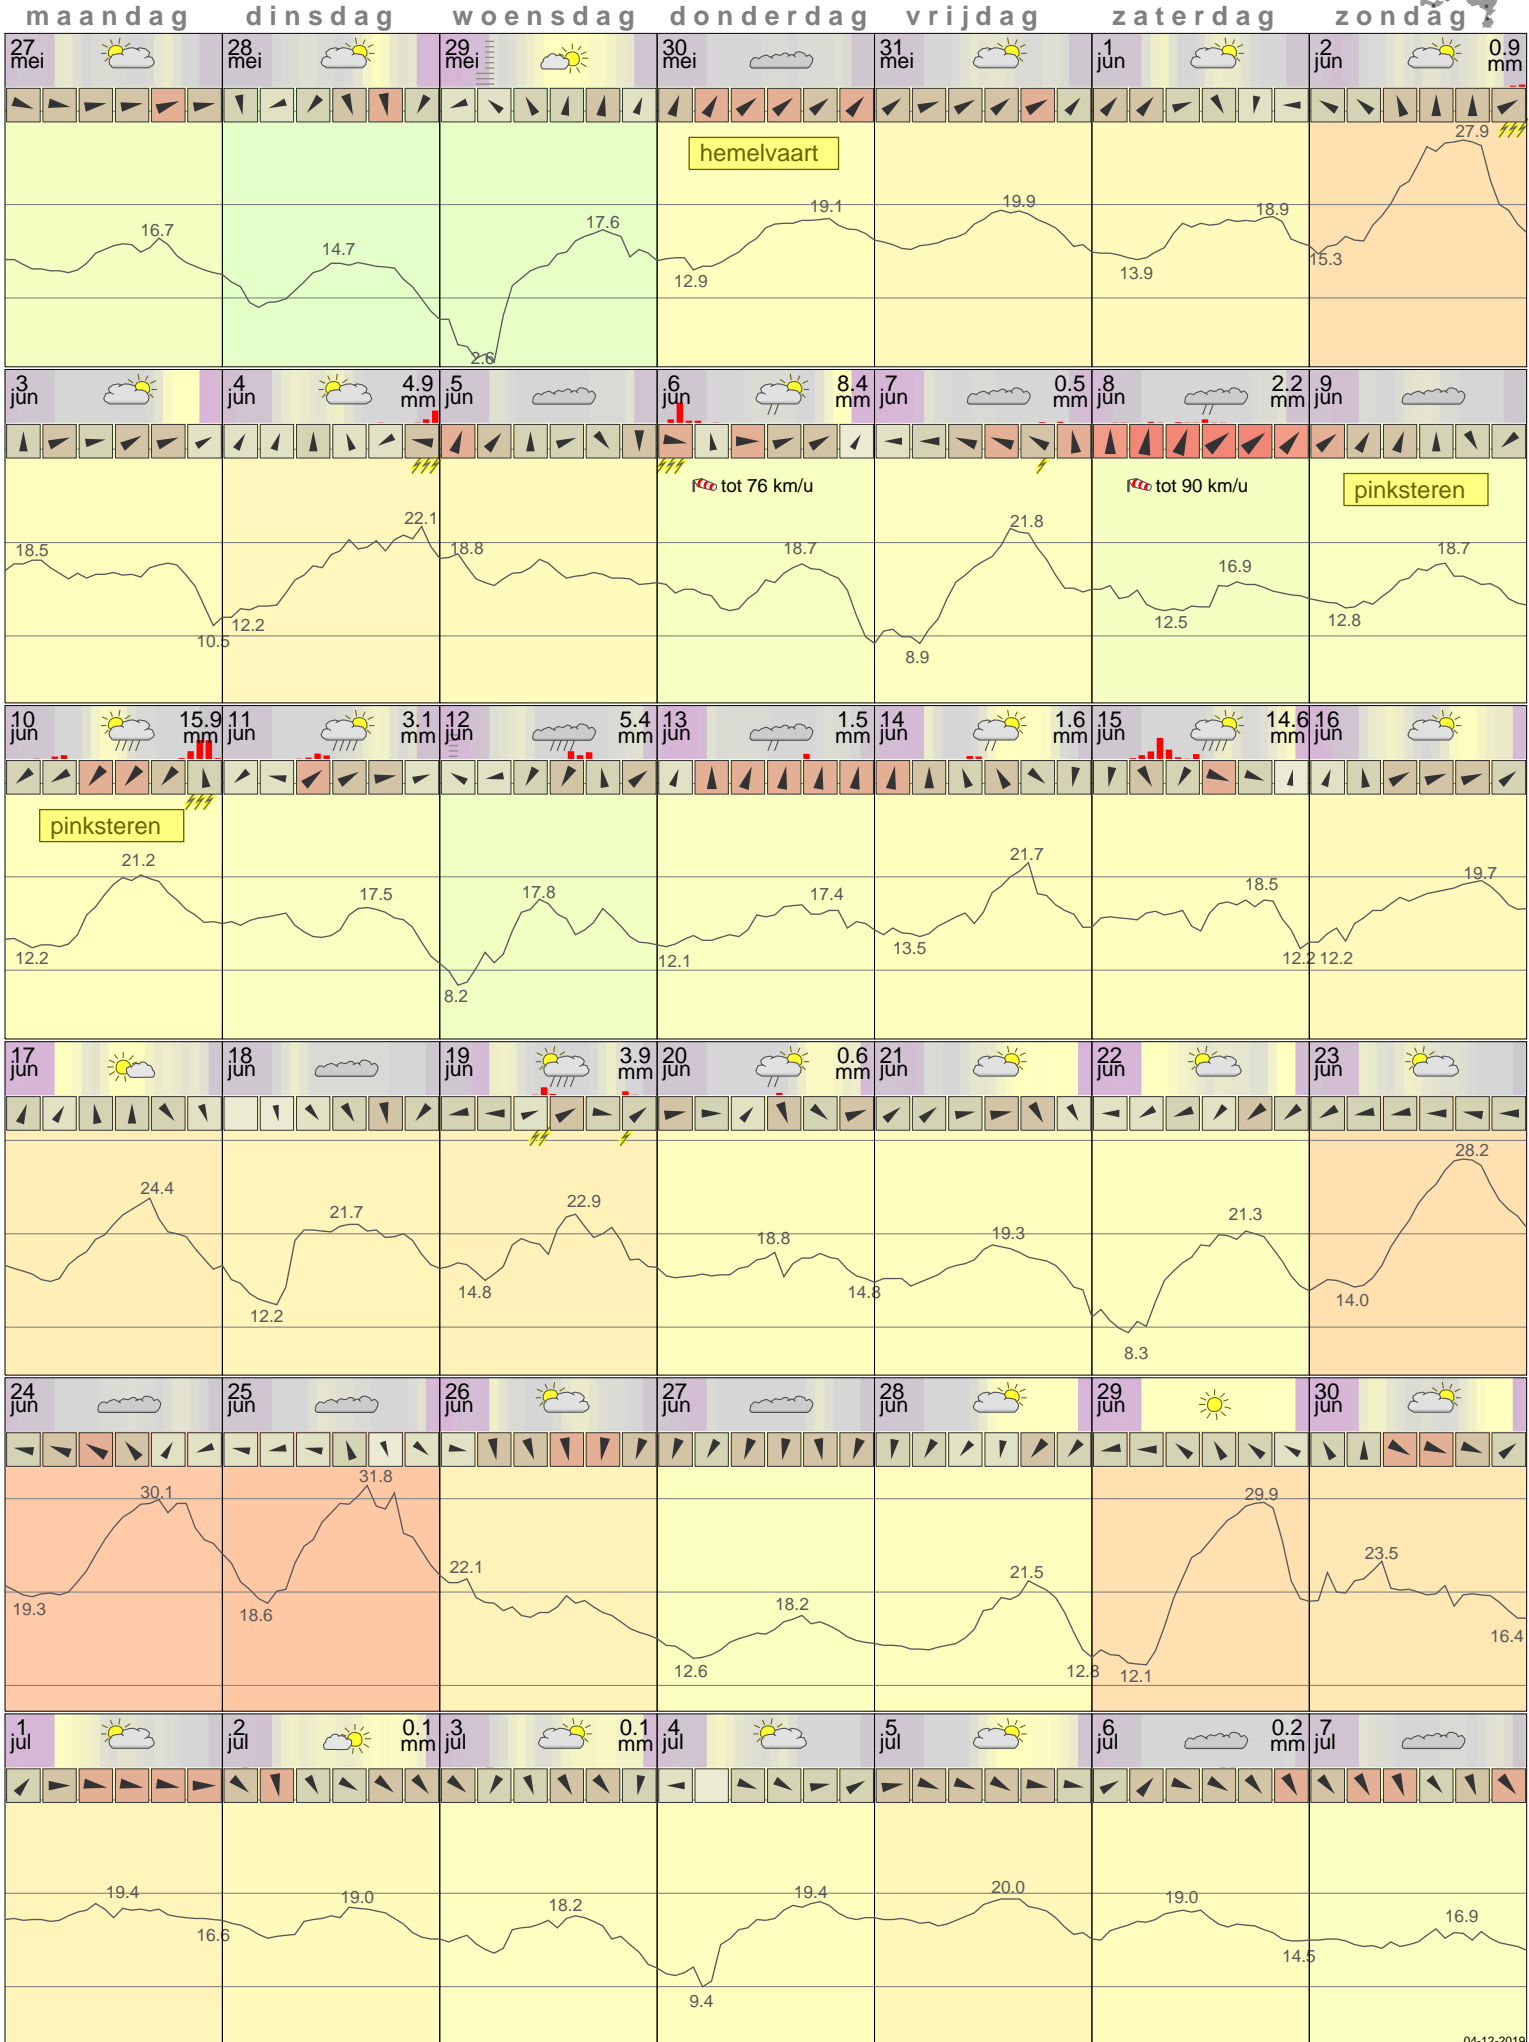 maandag dinsdag woensdag donderdag vrijdag zaterdag zondag
27 mei 28 mei 29 mei 30 mei 31 mei 1 jun 2 jun 0.9 mm
hemelvaart
16.7 14.7 2.6 17.6 12.9 19.1 19.9 13.9 18.9 15.3 27.9
3 jun 4 jun 4.9 mm 5 jun 6 jun 8.4 mm 7 jun 0.5 mm 8 jun 2.2 mm 9 jun
tot 76 km/u tot 90 km/u pinksteren
18.5 10.5 12.2 22.1 18.8 18.7 8.9 21.8 12.5 16.9 12.8 18.7
10 jun 15.9 mm 11 jun 3.1 mm 12 jun 5.4 mm 13 jun 1.5 mm 14 jun 1.6 mm 15 jun 14.6 mm 16 jun
pinksteren
12.2 21.2 17.5 8.2 17.8 12.1 17.4 13.5 21.7 18.5 12.2 12.2 19.7
17 jun 18 jun 19 jun 3.9 mm 20 jun 0.6 mm 21 jun 22 jun 23 jun
24.4 12.2 21.7 14.8 22.9 18.8 14.8 19.3 8.3 21.3 14.0 28.2
24 jun 25 jun 26 jun 27 jun 28 jun 29 jun 30 jun
19.3 30.1 18.6 31.8 22.1 12.6 18.2 21.5 12.8 12.1 29.9 23.5 16.4
1 jul 2 jul 0.1 mm 3 jul 0.1 mm 4 jul 5 jul 6 jul 0.2 mm 7 jul
19.4 16.6 19.0 18.2 9.4 19.4 20.0 19.0 14.5 16.9
04-12-2019